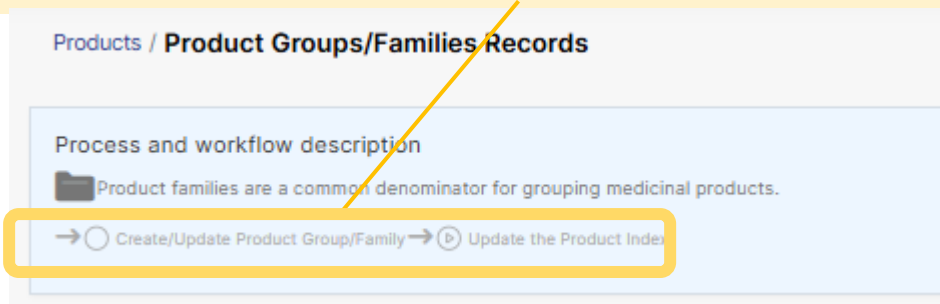 Products / Product Groups/Families Records
Process and workflow description
Product families are a common denominator for grouping medicinal products.
Create/Update Product Group/Family Update the Product Index